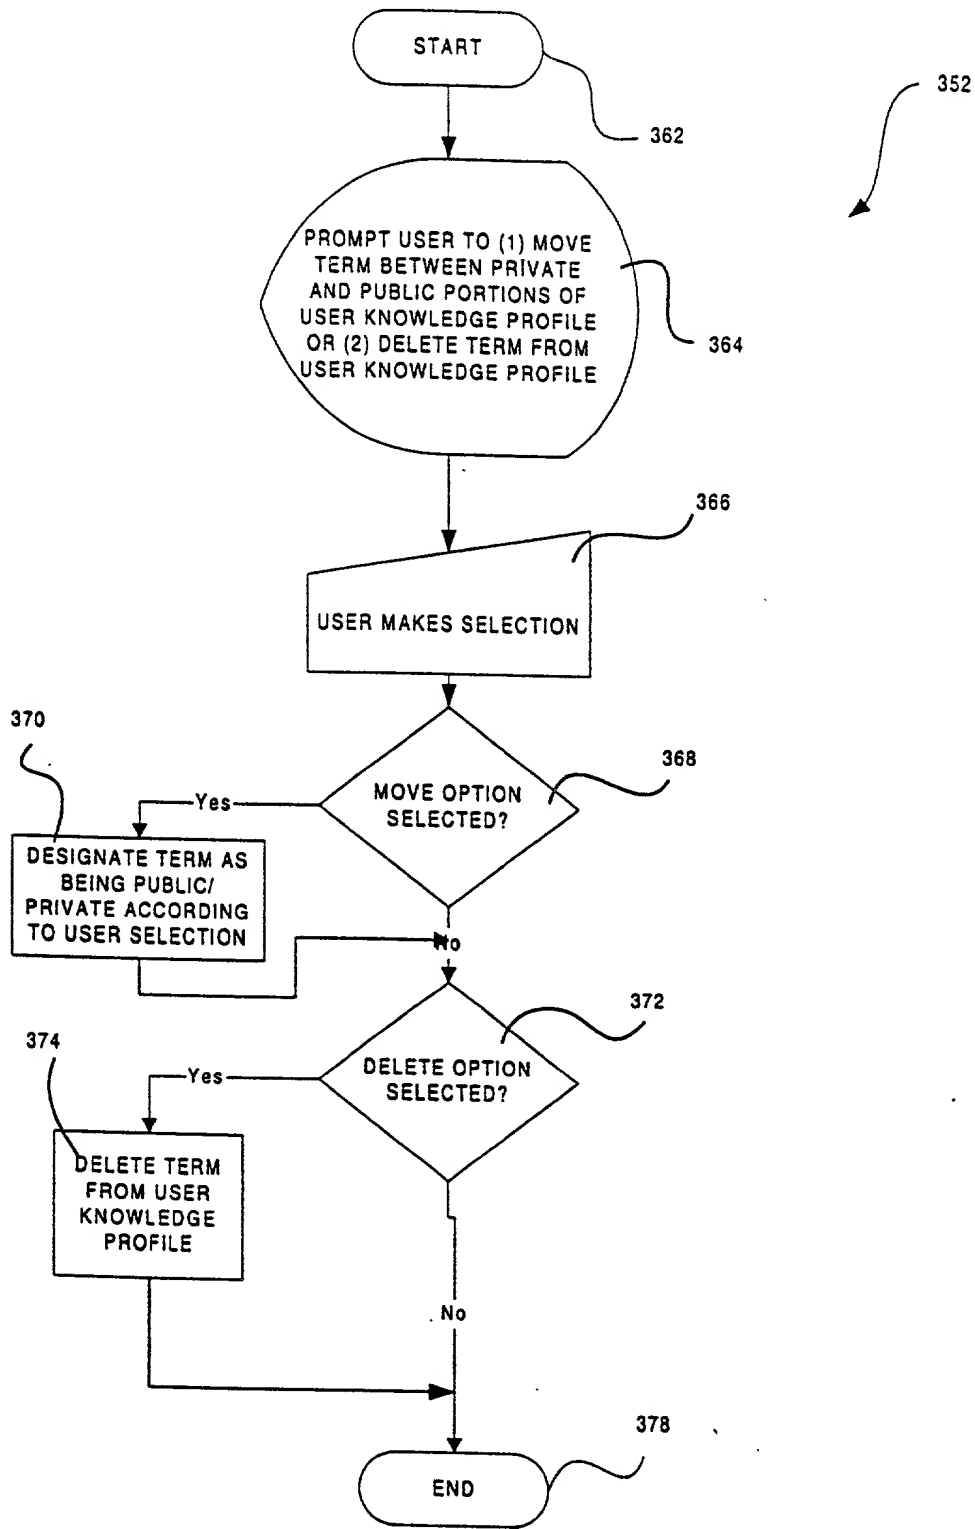 START
352
362
PROMPT USER TO (1) MOVE
TERM BETWEEN PRIVATE
AND PUBLIC PORTIONS OF
USER KNOWLEDGE PROFILE
OR (2) DELETE TERM FROM
USER KNOWLEDGE PROFILE
364
366
USER MAKES SELECTION
370
368
MOVE OPTION
SELECTED?
Yes
DESIGNATE TERM AS
BEING PUBLIC/
PRIVATE ACCORDING
TO USER SELECTION
No
372
374
DELETE OPTION
SELECTED?
Yes
DELETE TERM
FROM USER
KNOWLEDGE
PROFILE
No
378
END